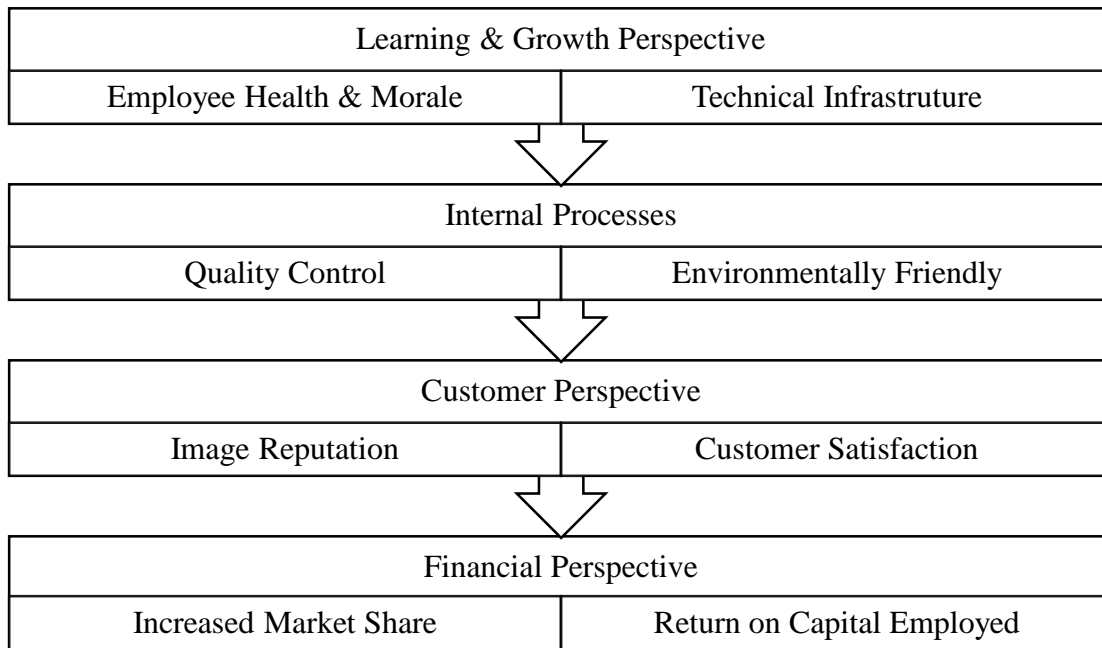 Learning & Growth Perspective
Employee Health & Morale
Technical Infrastruture
Internal Processes
Quality Control
Environmentally Friendly
Customer Perspective
Image Reputation
Customer Satisfaction
Financial Perspective
Increased Market Share
Return on Capital Employed